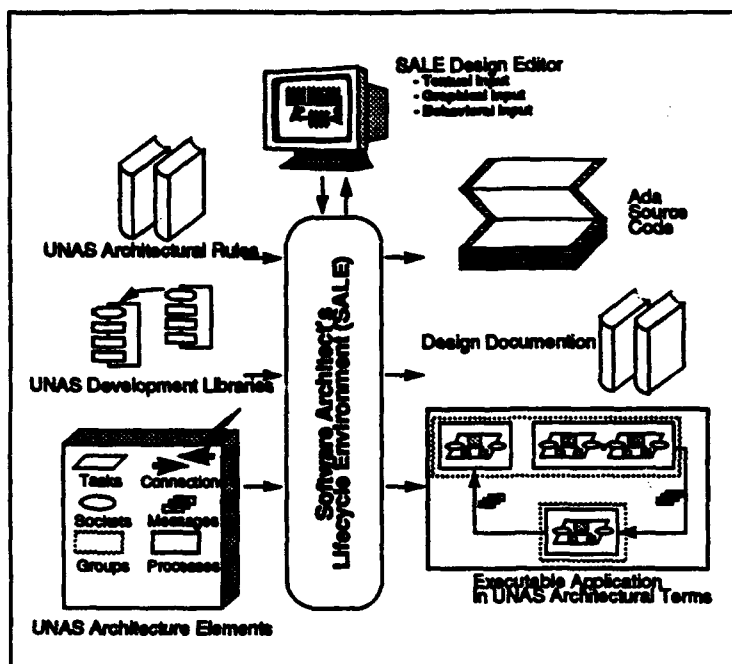 SALE Design Editor
- Textual Input
- Graphical Input
- Behavioral Input
UNAS Architectural Rules
Ada
Source
Code
Software Architect's
Lifecycle Environment (SALE)
UNAS Development Libraries
Design Documention
Tasks
Connections
Sockets
Messages
Groups
Processes
UNAS Architecture Elements
Executable Application
in UNAS Architectural Terms